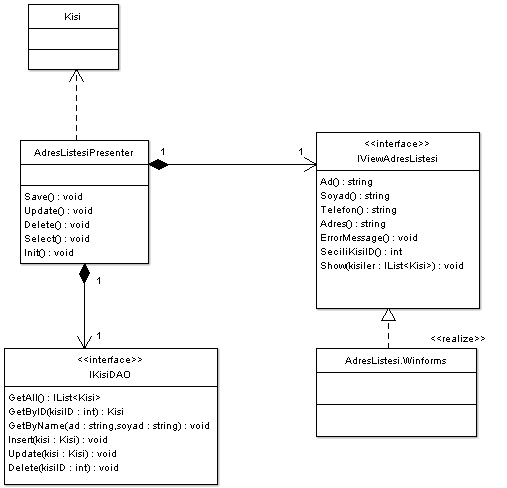 Kisi
AdresListesiPresenter
Save() : void
Update() : void
Delete() : void
Select() : void
Init() : void
1
1
<<interface>>
IViewAdresListesi
Ad() : string
Soyad() : string
Telefon() : string
Adres() : string
ErrorMessage() : void
SeciliKisiID() : int
Show(kisiler : IList<Kisi>) : void
1
1
<<realize>>
AdresListesi.Winforms
<<interface>>
IKisiDAO
GetAll() : IList<Kisi>
GetByID(kisiID : int) : Kisi
GetByName(ad : string,soyad : string) : void
Insert(kisi : Kisi) : void
Update(kisi : Kisi) : void
Delete(kisiID : int) : void